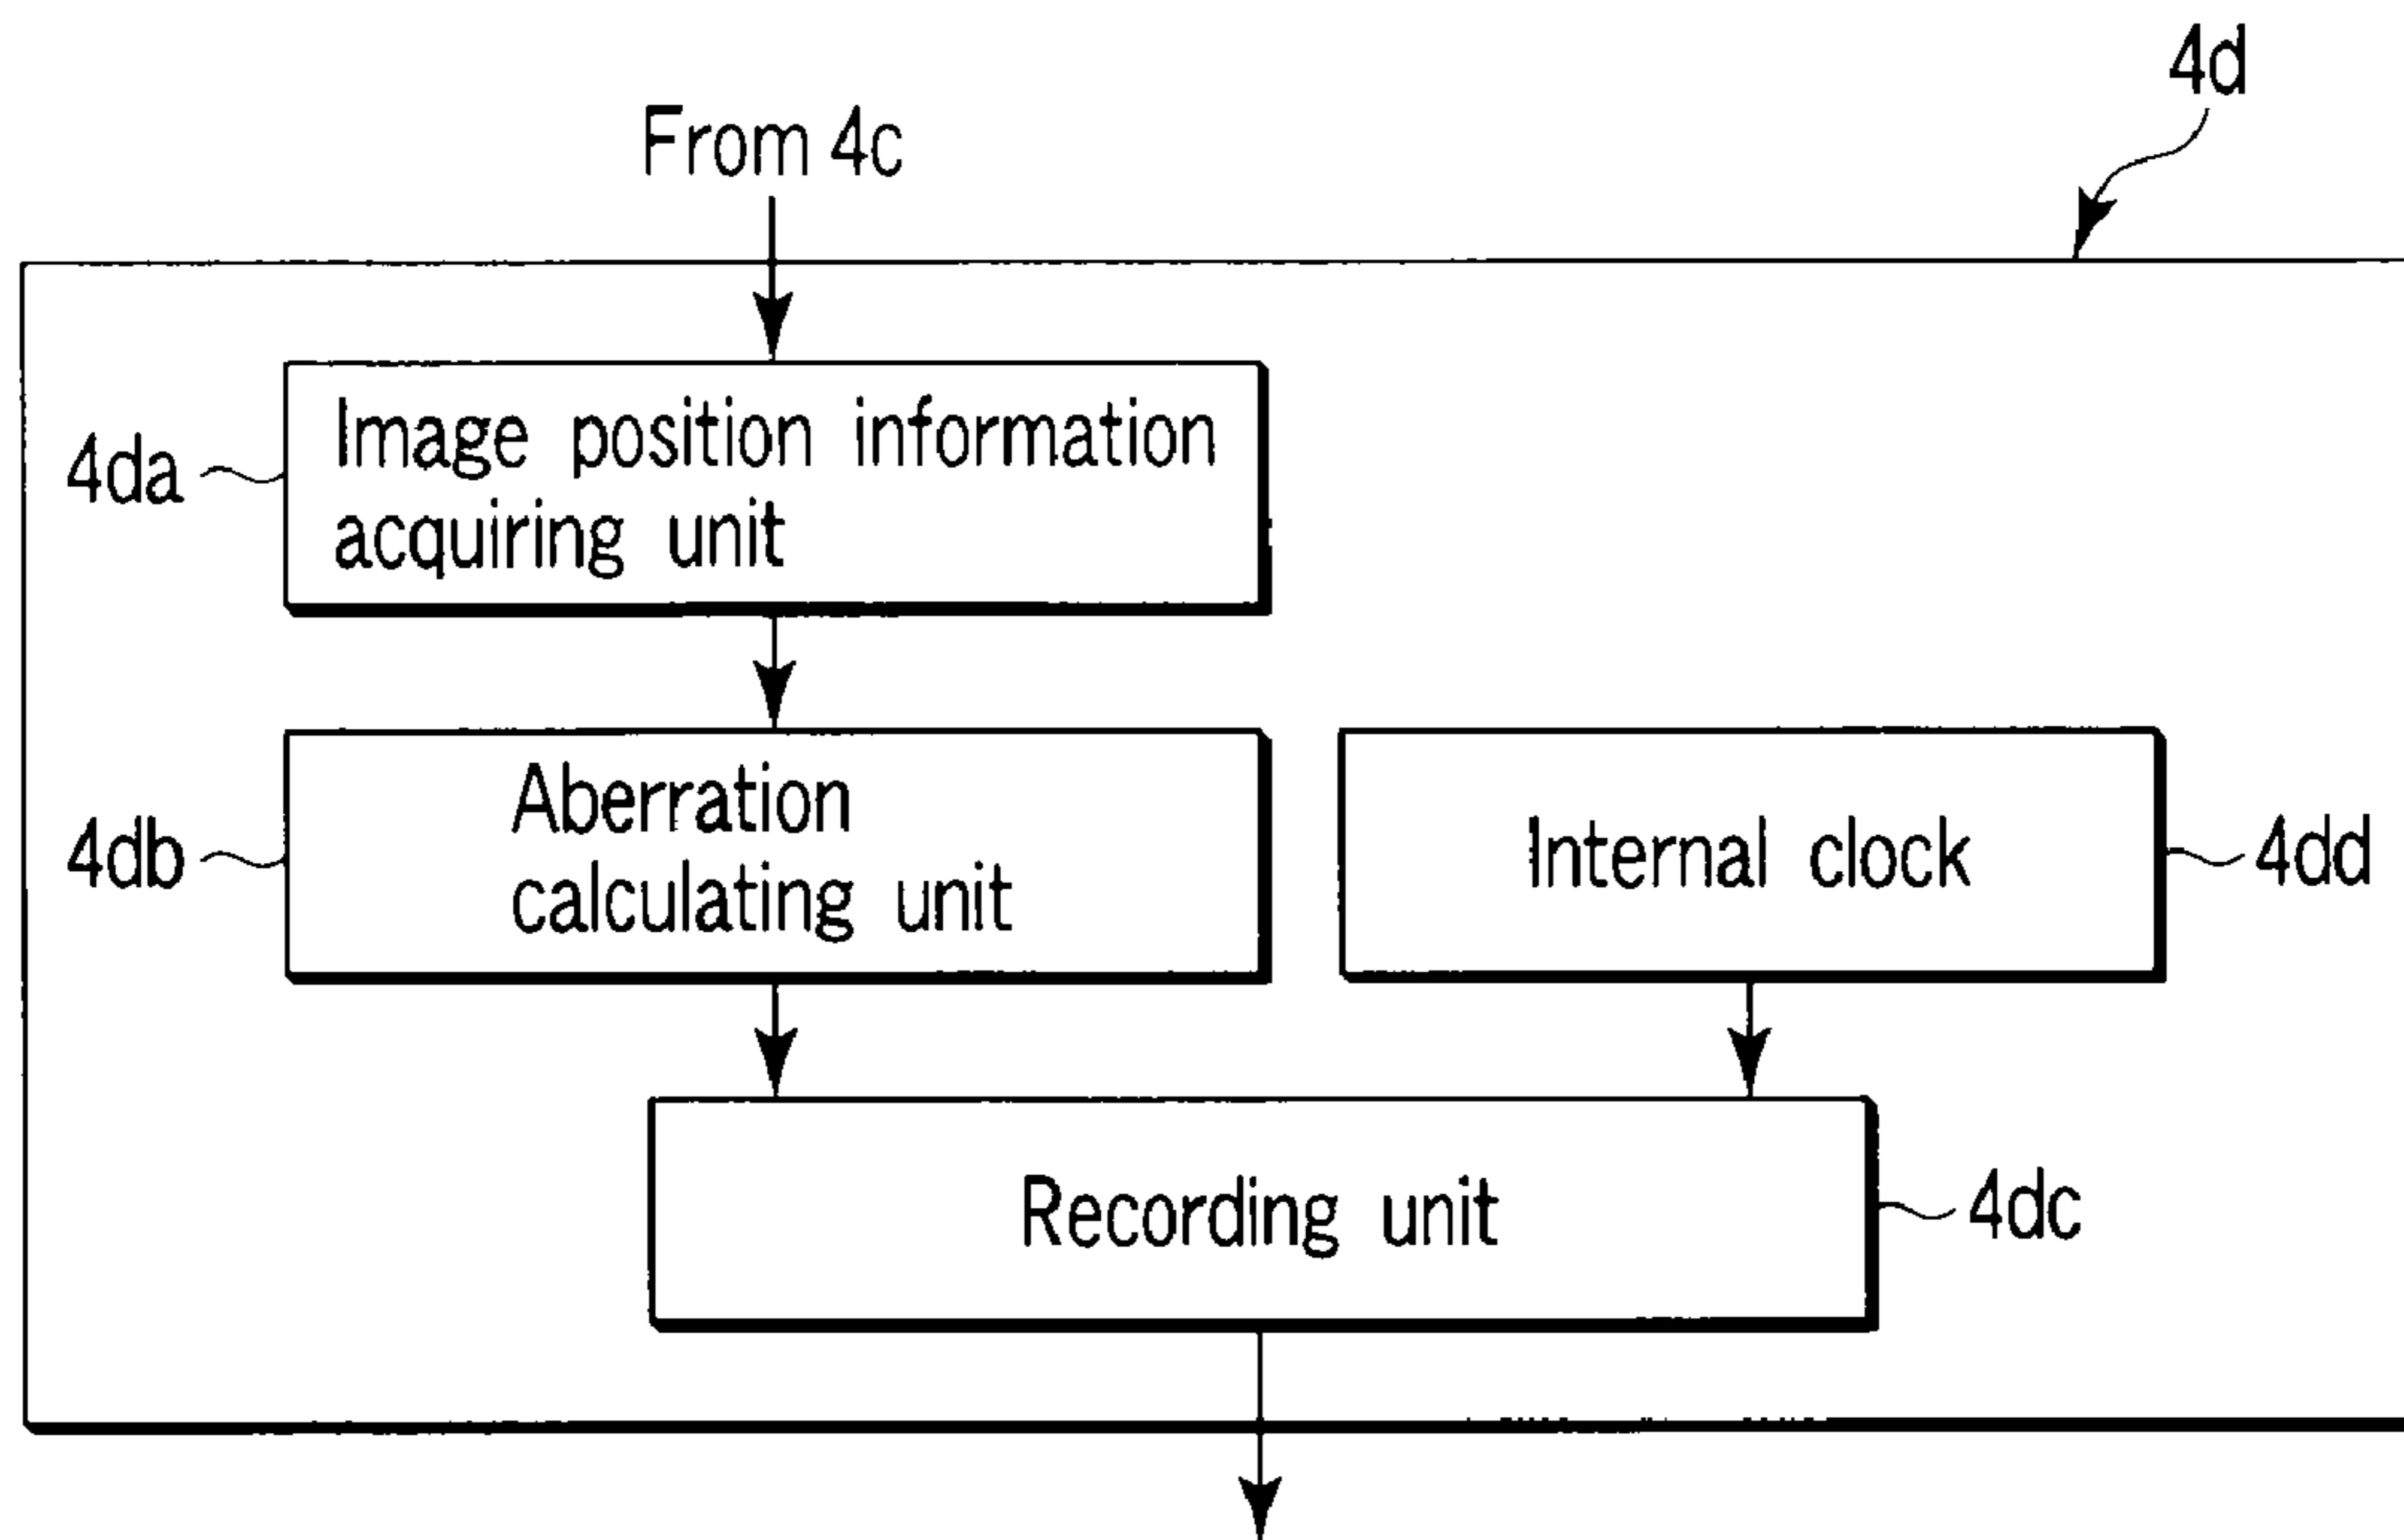 4d
From 4c
4da
Image position information
acquiring unit
4db
Aberration
calculating unit
Internal clock
4dd
Recording unit
4dc